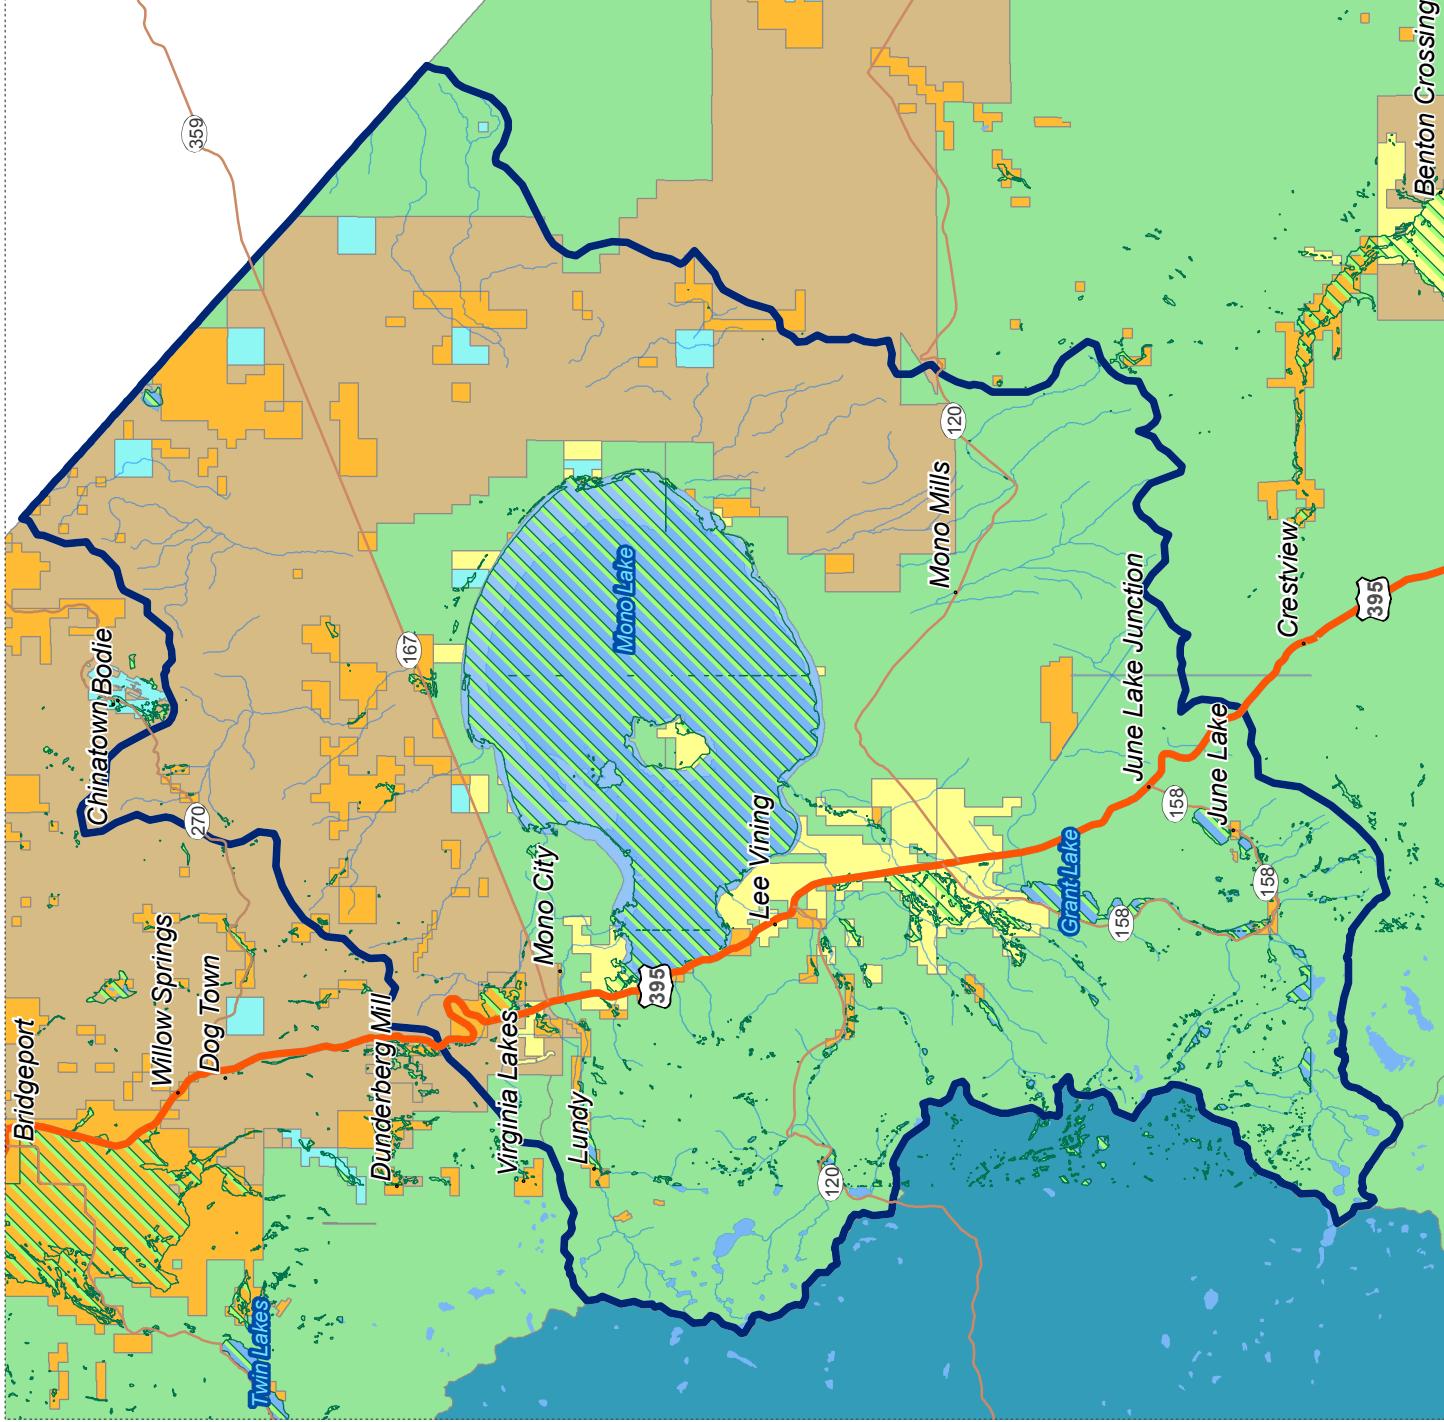 Bridgeport
Willow Springs
Dog Town
Chinatown Bodie
359
270
Twin Lakes
Dunderberg Mill
167
Virginia Lakes
Mono City
Lundy
Mono Lake
395
Lee Vining
120
Mono Mills
120
Grant Lake
158
June Lake Junction
158
June Lake
158
Crestview
395
Benton Crossing